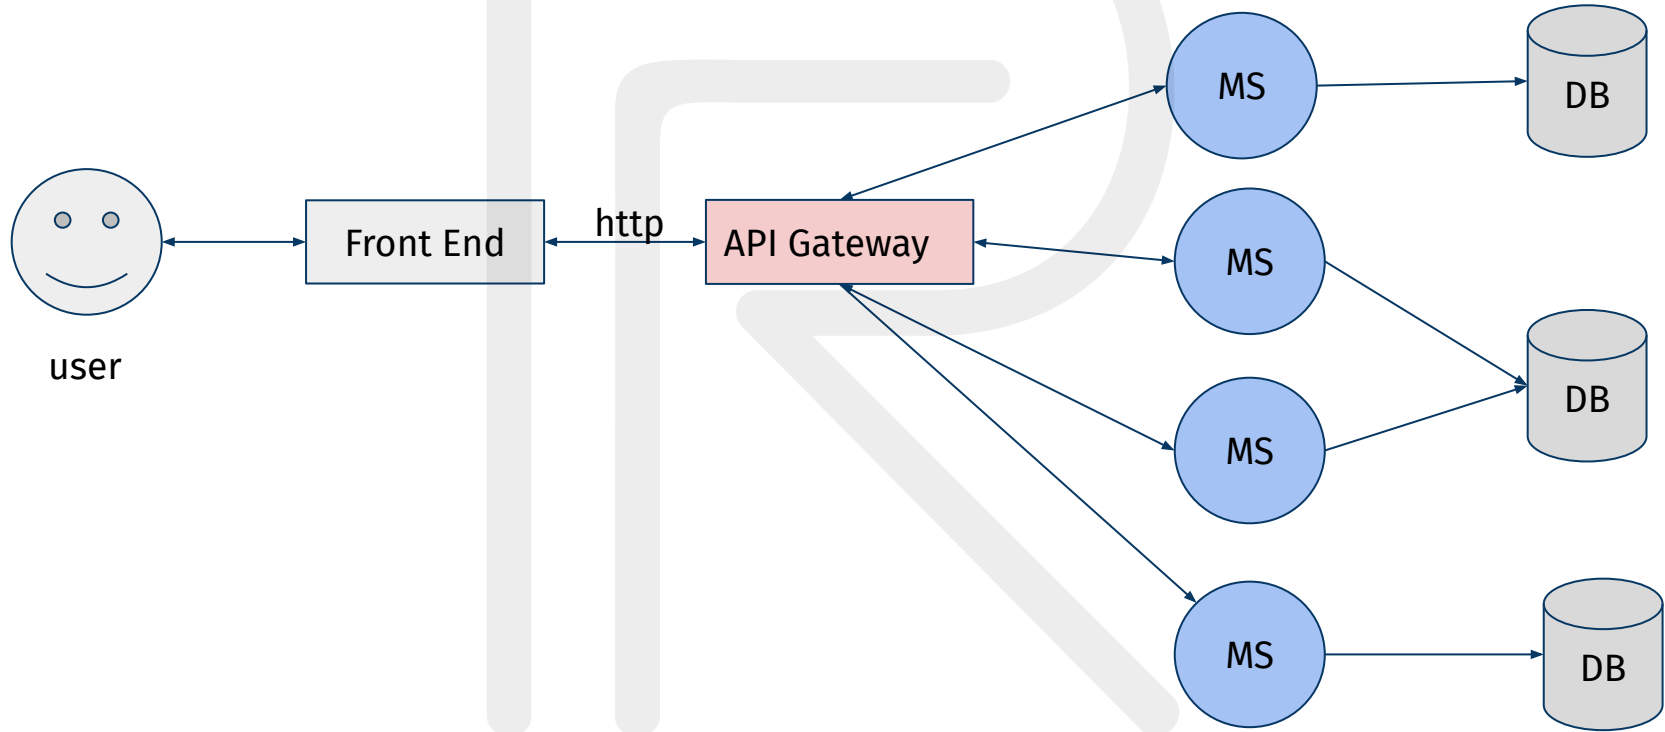 user
Front End
http
API Gateway
MS
MS
MS
MS
DB
DB
DB